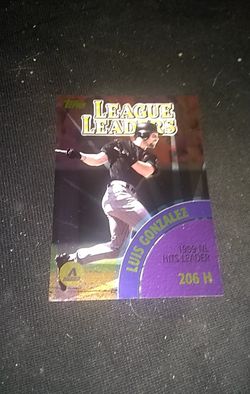 Topps
LEAGUE
LEADERS
LUIS GONZALEZ
1999 NL
HITS LEADER
206 H